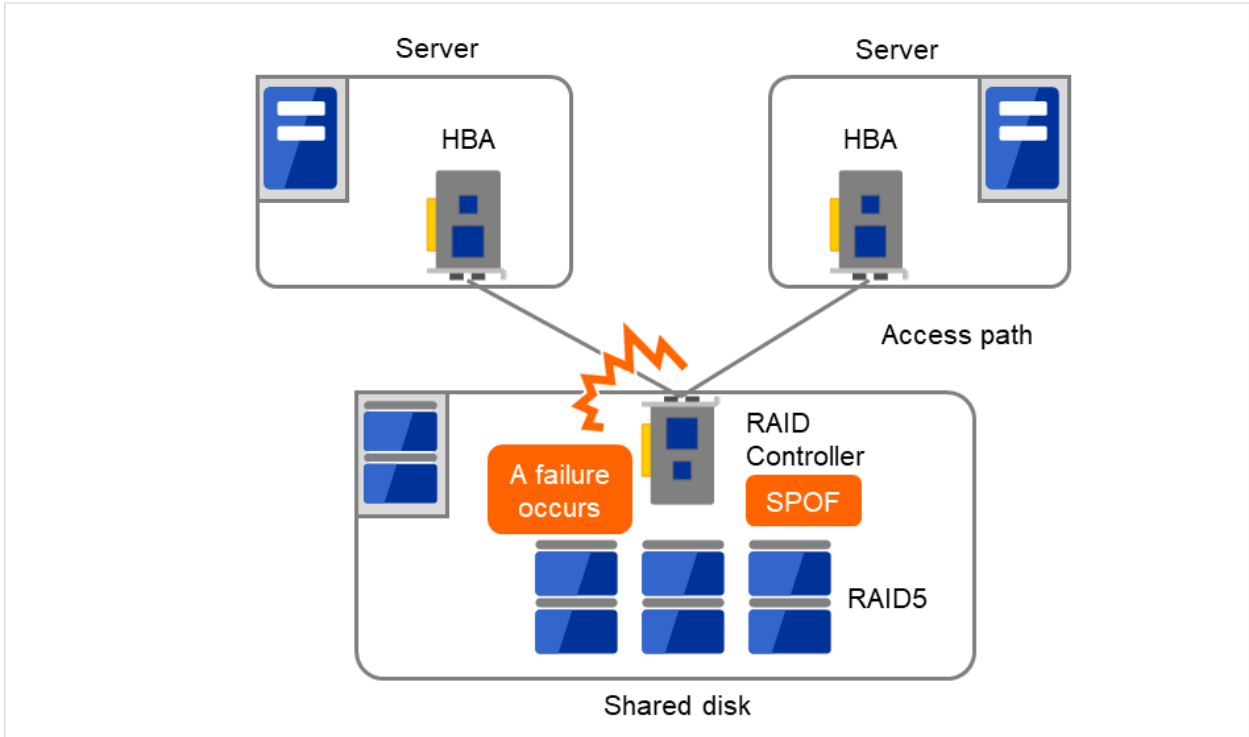 Server
Server
HBA
HBA
Access path
RAID
Controller
A failure
occurs
SPOF
RAID5
Shared disk